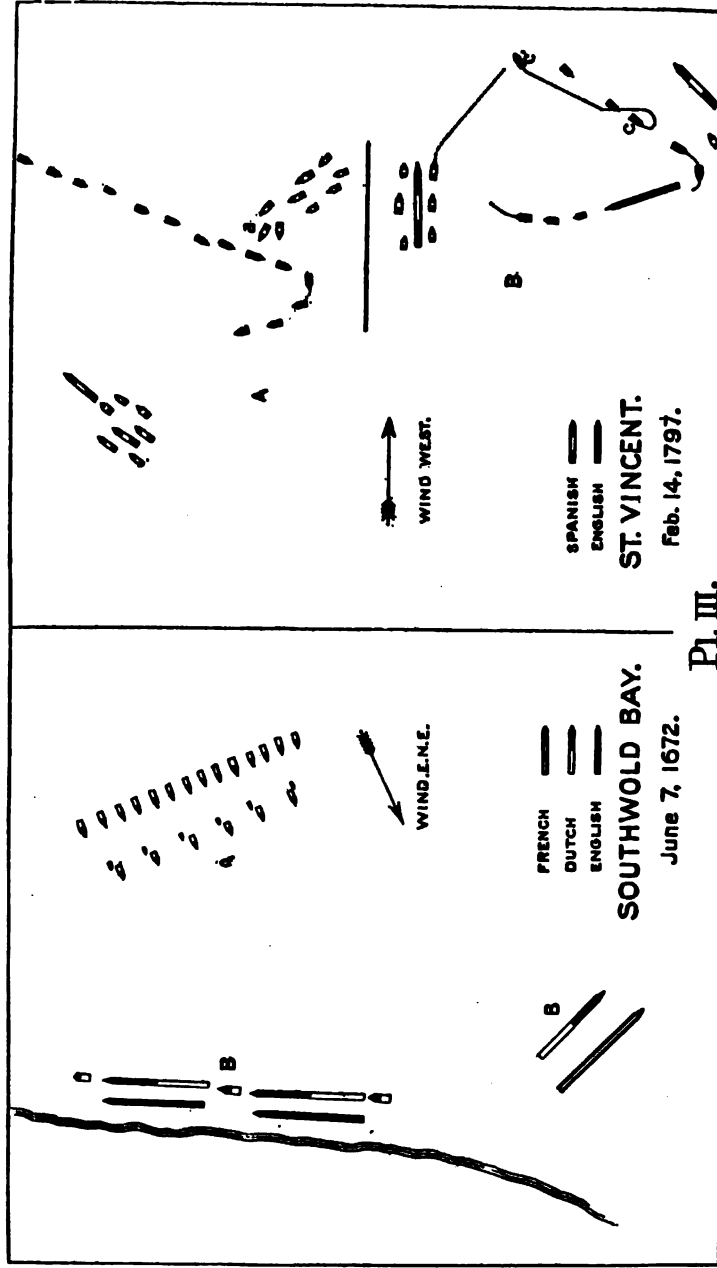 A
B
WIND.E.N.E.
B
FRENCH
DUTCH
ENGLISH
SOUTHWOLD BAY.
June 7, 1672.
A
WIND WEST.
B
C
C
SPANISH
ENGLISH
ST. VINCENT.
Feb. 14, 1797.
Pl. III.